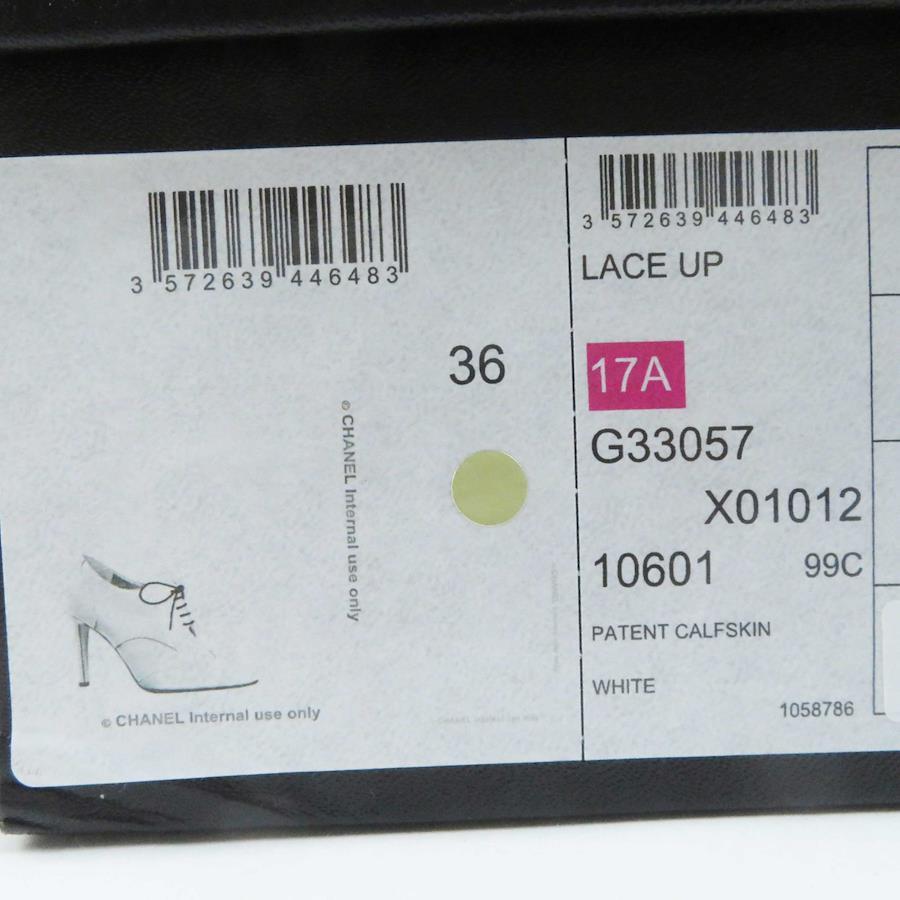 3 572639 446483
36
© CHANEL Internal use only
© CHANEL Internal use only
3 572639 446483
LACE UP
17A
G33057
X01012
10601 99C
PATENT CALFSKIN
WHITE
1058786